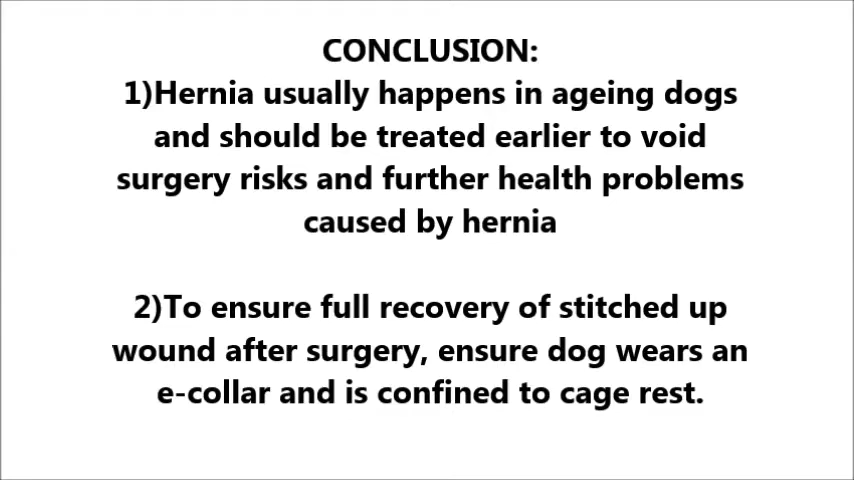 CONCLUSION:
1)Hernia usually happens in ageing dogs
and should be treated earlier to void
surgery risks and further health problems
caused by hernia
2)To ensure full recovery of stitched up
wound after surgery, ensure dog wears an
e-collar and is confined to cage rest.